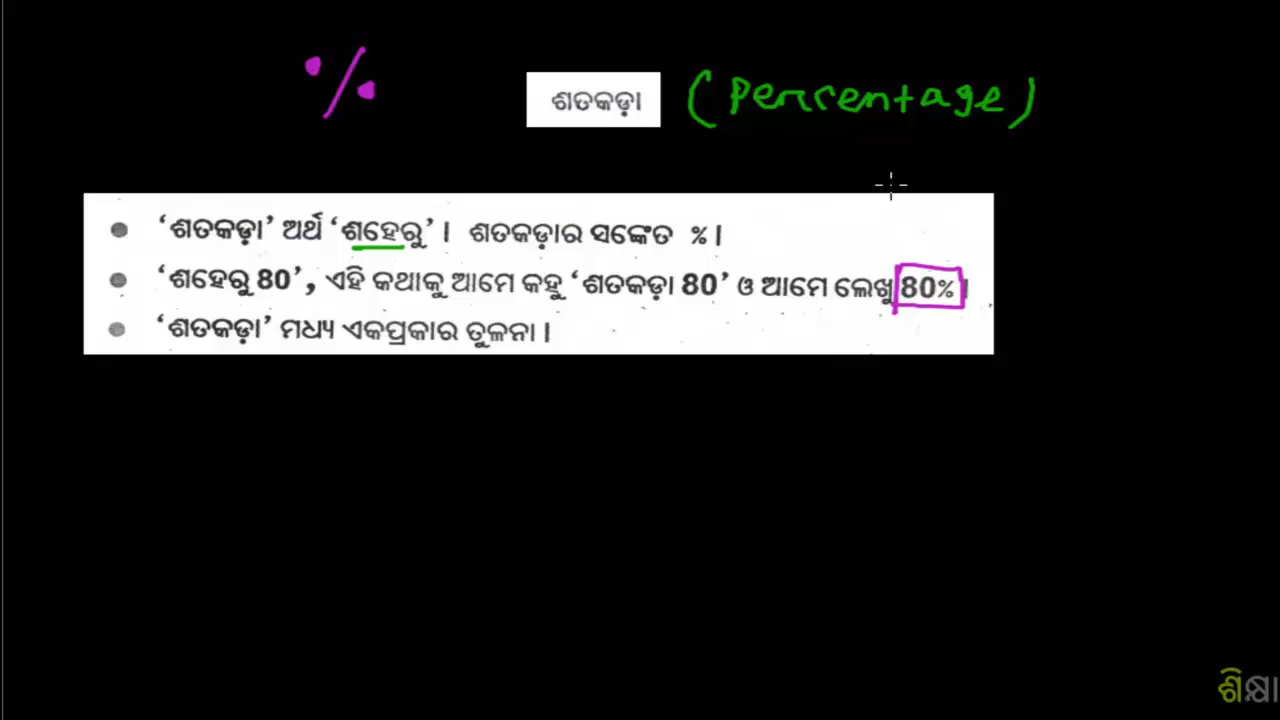 % ଶତକଡ଼ା (Percentage)
‘ଶତକଡ଼ା’ ଅର୍ଥ ‘ଶହେରୁ’ । ଶତକଡ଼ାର ସଙ୍କେତ % ।
‘ଶହେରୁ 80’, ଏହି କଥାକୁ ଆମେ କହୁ ‘ଶତକଡ଼ା 80’ ଓ ଆମେ ଲେଖୁ 80% ।
‘ଶତକଡ଼ା’ ମଧ୍ୟ ଏକପ୍ରକାର ତୁଳନା ।
ଶିକ୍ଷା